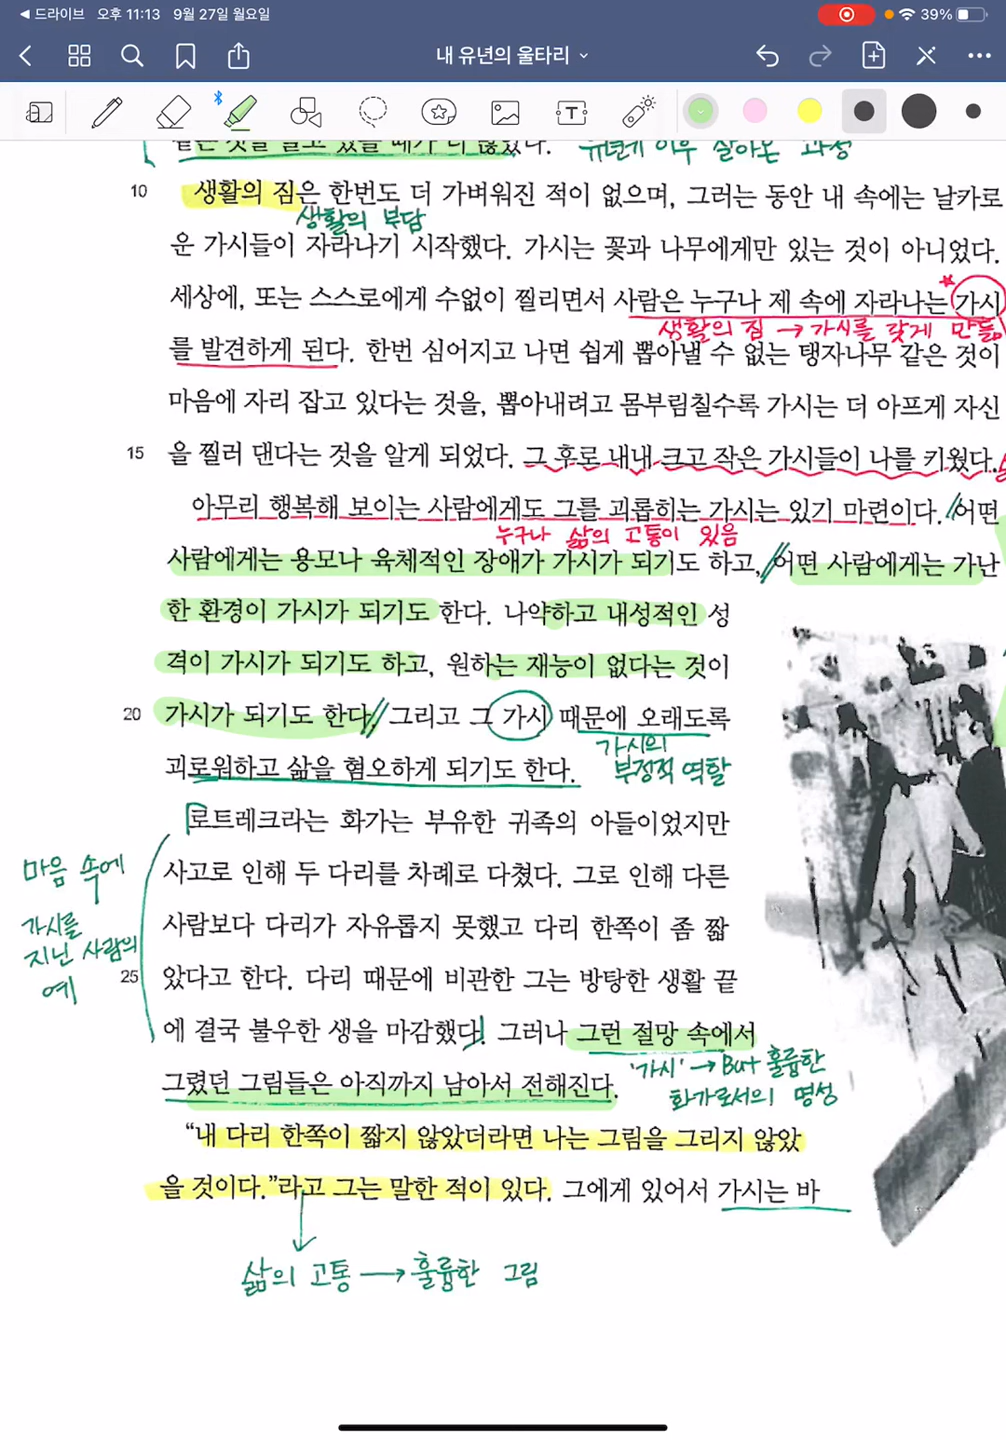 ◀ 드라이브 오후 11:13 9월 27일 월요일 39%
내 유년의 울타리
같은 것을 끌고 있을 때가 더 많았다.
유년기 이후 살아온 과정
10 생활의 짐은 한번도 더 가벼워진 적이 없으며, 그러는 동안 내 속에는 날카로
생활의 부담
운 가시들이 자라나기 시작했다. 가시는 꽃과 나무에게만 있는 것이 아니었다.
세상에, 또는 스스로에게 수없이 찔리면서 사람은 누구나 제 속에 자라나는 가시
생활의 짐 → 가시를 갖게 만듦
를 발견하게 된다. 한번 심어지고 나면 쉽게 뽑아낼 수 없는 탱자나무 같은 것이
마음에 자리 잡고 있다는 것을, 뽑아내려고 몸부림칠수록 가시는 더 아프게 자신
15 을 찔러 댄다는 것을 알게 되었다. 그 후로 내내 크고 작은 가시들이 나를 키웠다.
아무리 행복해 보이는 사람에게도 그를 괴롭히는 가시는 있기 마련이다. 어떤
누구나 삶의 고통이 있음
사람에게는 용모나 육체적인 장애가 가시가 되기도 하고, 어떤 사람에게는 가난
한 환경이 가시가 되기도 한다. 나약하고 내성적인 성
격이 가시가 되기도 하고, 원하는 재능이 없다는 것이
20 가시가 되기도 한다. 그리고 그 가시 때문에 오래도록
가시의
괴로워하고 삶을 혐오하게 되기도 한다.
부정적 역할
로트레크라는 화가는 부유한 귀족의 아들이었지만
마음 속에
사고로 인해 두 다리를 차례로 다쳤다. 그로 인해 다른
가시를
사람보다 다리가 자유롭지 못했고 다리 한쪽이 좀 짧
지닌 사람의
25 았다고 한다. 다리 때문에 비관한 그는 방탕한 생활 끝
예
에 결국 불우한 생을 마감했다. 그러나 그런 절망 속에서
'가시' → But 훌륭한
그렸던 그림들은 아직까지 남아서 전해진다.
화가로서의 명성
“내 다리 한쪽이 짧지 않았더라면 나는 그림을 그리지 않았
을 것이다.”라고 그는 말한 적이 있다. 그에게 있어서 가시는 바
삶의 고통 → 훌륭한 그림